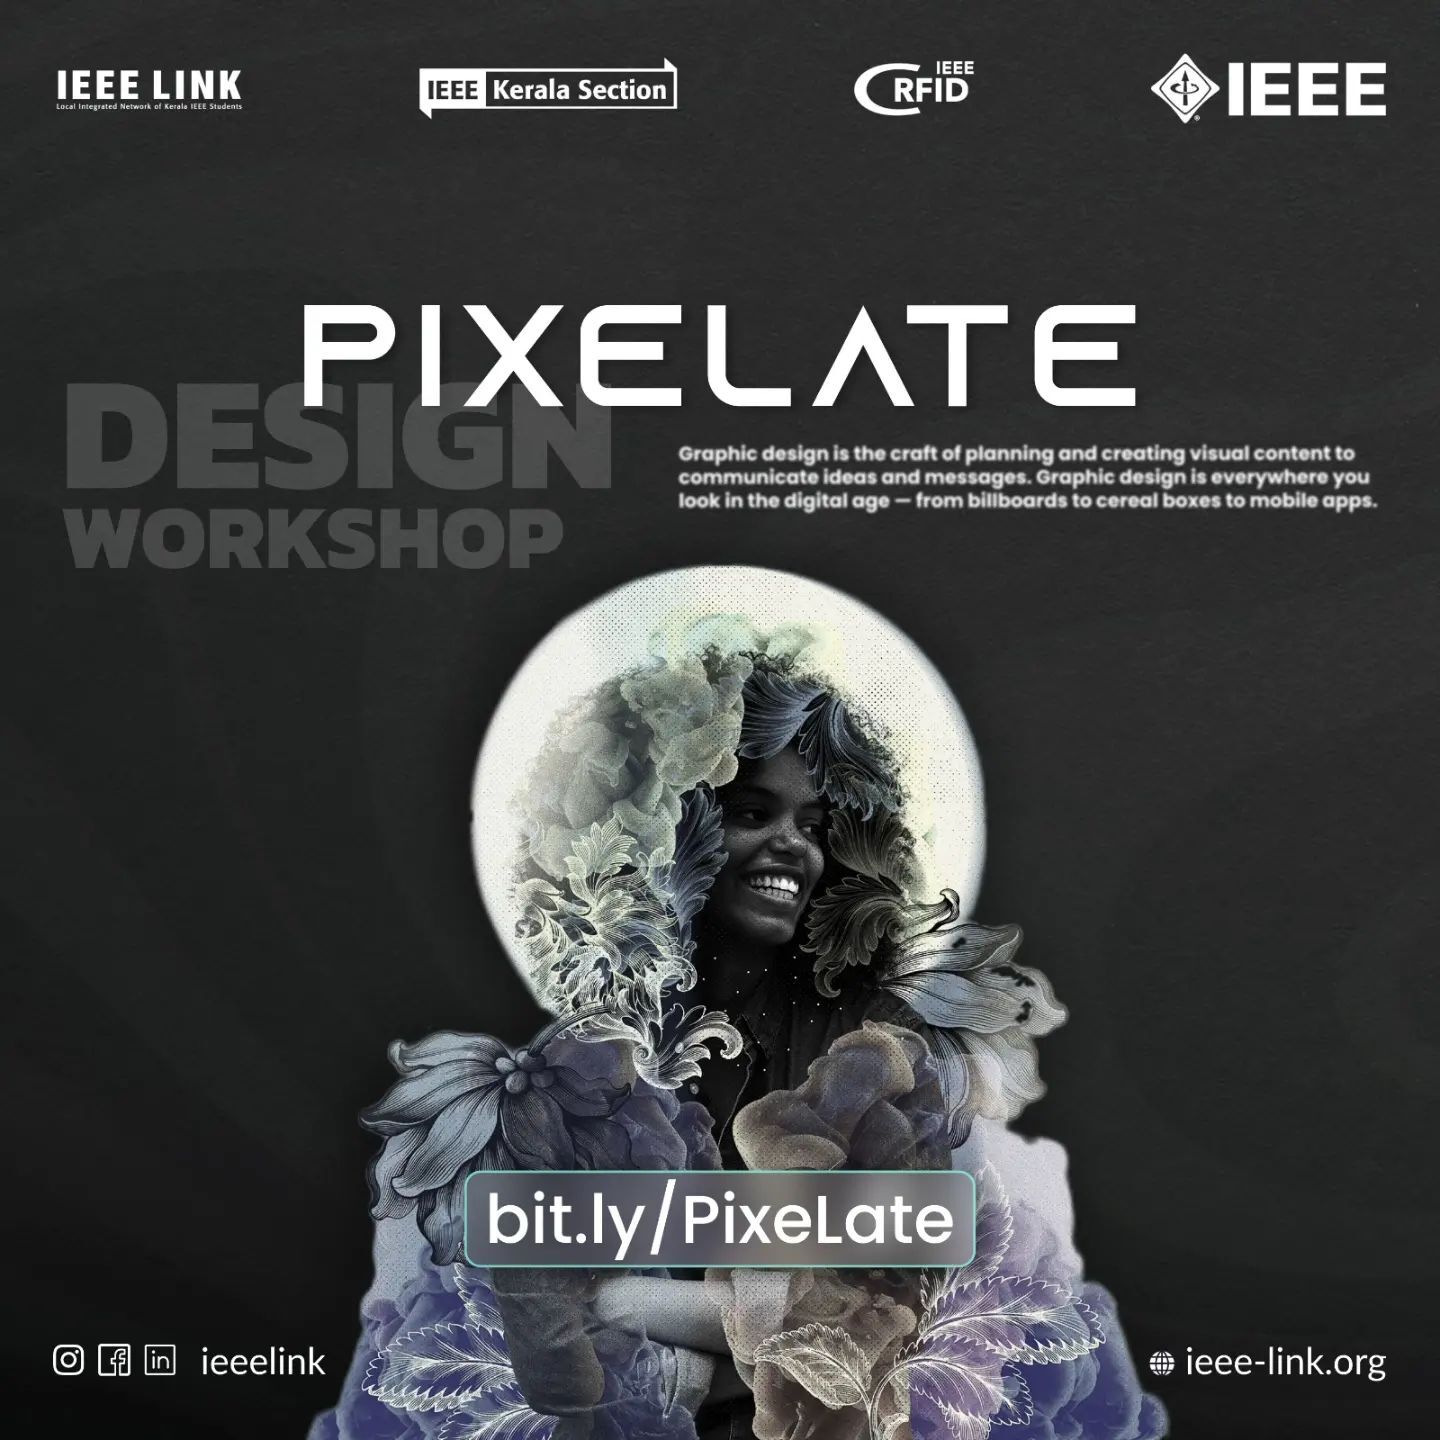 IEEE LINK
Local Integrated Network of Kerala IEEE Students
IEEE Kerala Section
IEEE
RFID
IEEE
PIXELATE
DESIGN
WORKSHOP
Graphic design is the craft of planning and creating visual content to
communicate ideas and messages. Graphic design is everywhere you
look in the digital age — from billboards to cereal boxes to mobile apps.
bit.ly/PixeLate
ieeelink
ieee-link.org